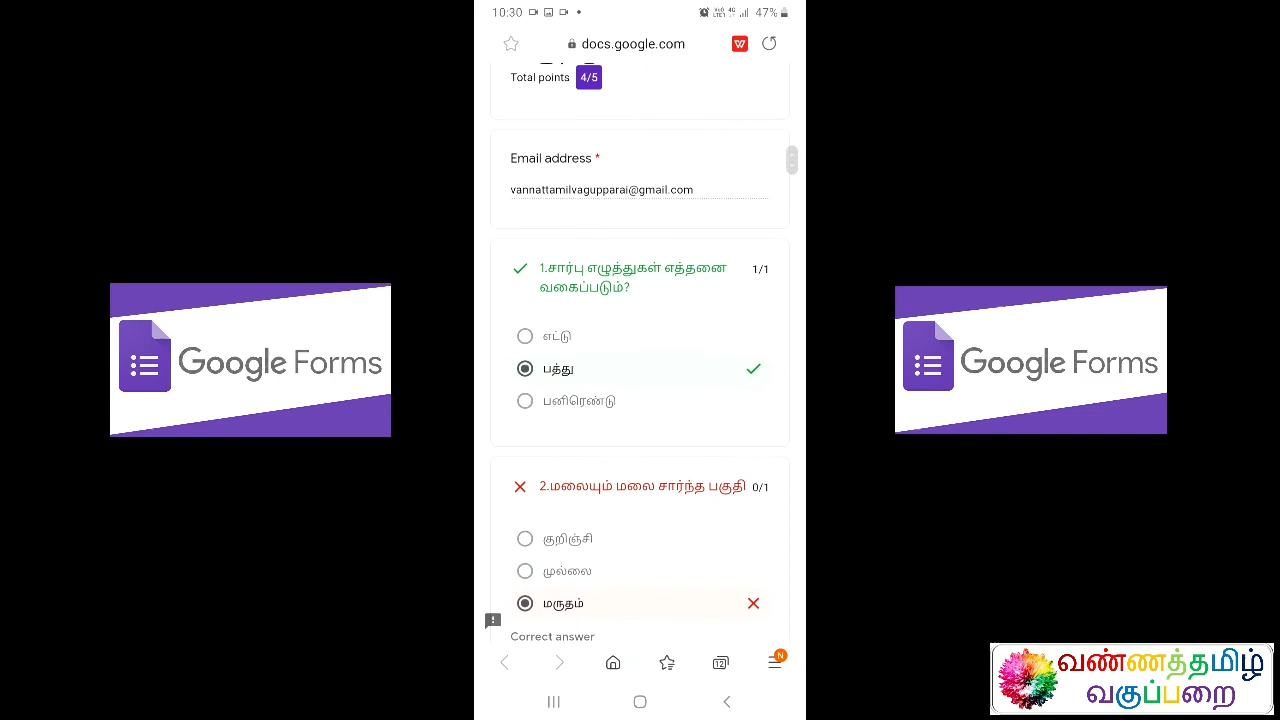 10:30
47%
docs.google.com
Total points 4/5
Email address *
vannattamilvagupparai@gmail.com
1.சார்பு எழுத்துகள் எத்தனை 1/1
வகைப்படும்?
எட்டு
பத்து
பனிரெண்டு
2.மலையும் மலை சார்ந்த பகுதி 0/1
குறிஞ்சி
முல்லை
மருதம்
Correct answer
12
N
Google Forms
Google Forms
வண்ணத்தமிழ்
வகுப்பறை